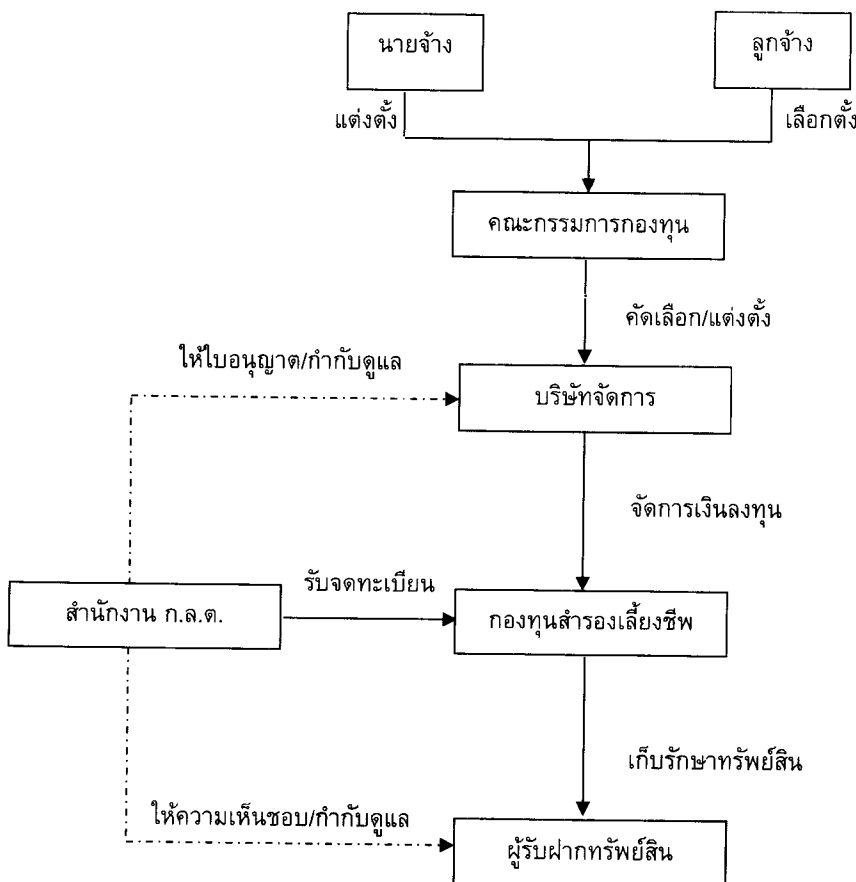 นายจ้าง
ลูกจ้าง
แต่งตั้ง
เลือกตั้ง
คณะกรรมการกองทุน
คัดเลือก/แต่งตั้ง
ให้ใบอนุญาต/กำกับดูแล
บริษัทจัดการ
จัดการเงินลงทุน
รับจดทะเบียน
สำนักงาน ก.ล.ต.
กองทุนสำรองเลี้ยงชีพ
เก็บรักษาทรัพย์สิน
ให้ความเห็นชอบ/กำกับดูแล
ผู้รับฝากทรัพย์สิน